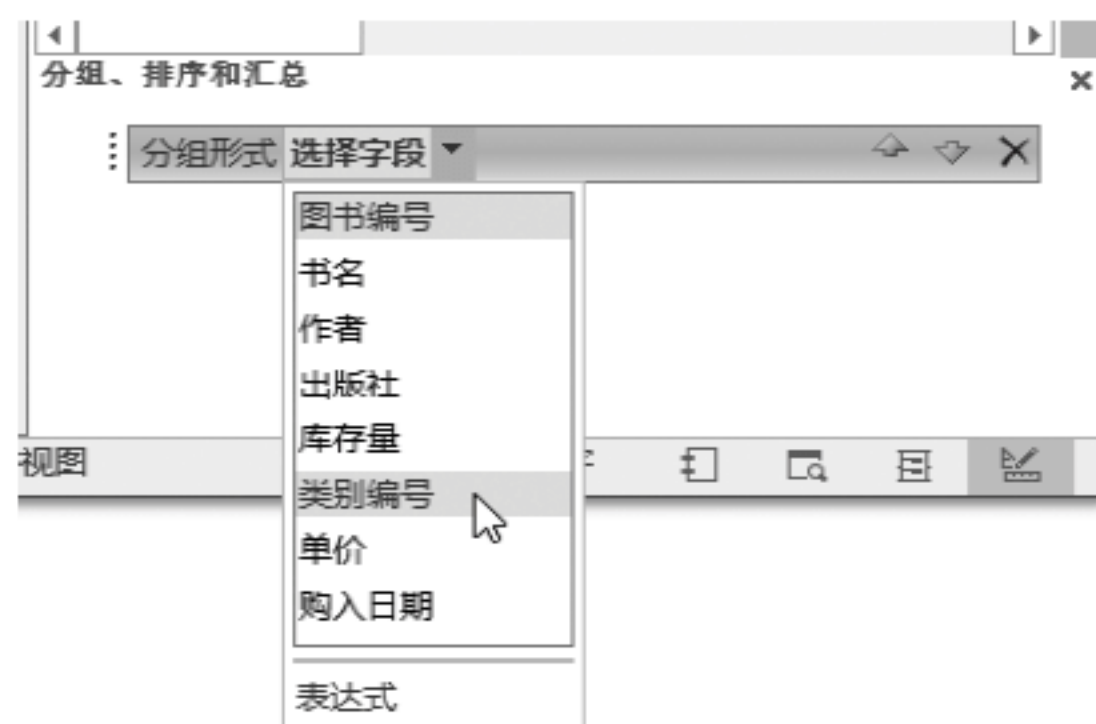 分组、排序和汇总
分组形式 选择字段
图书编号
书名
作者
出版社
库存量
视图
类别编号
单价
购入日期
表达式